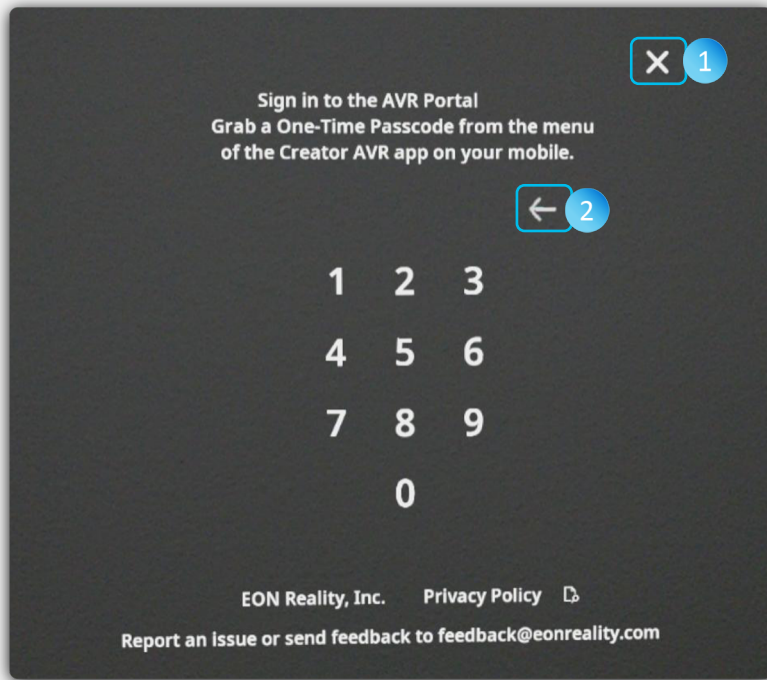 1
Sign in to the AVR Portal
Grab a One-Time Passcode from the menu
of the Creator AVR app on your mobile.
2
1 2 3
4 5 6
7 8 9
0
EON Reality, Inc. Privacy Policy
Report an issue or send feedback to feedback@eonreality.com